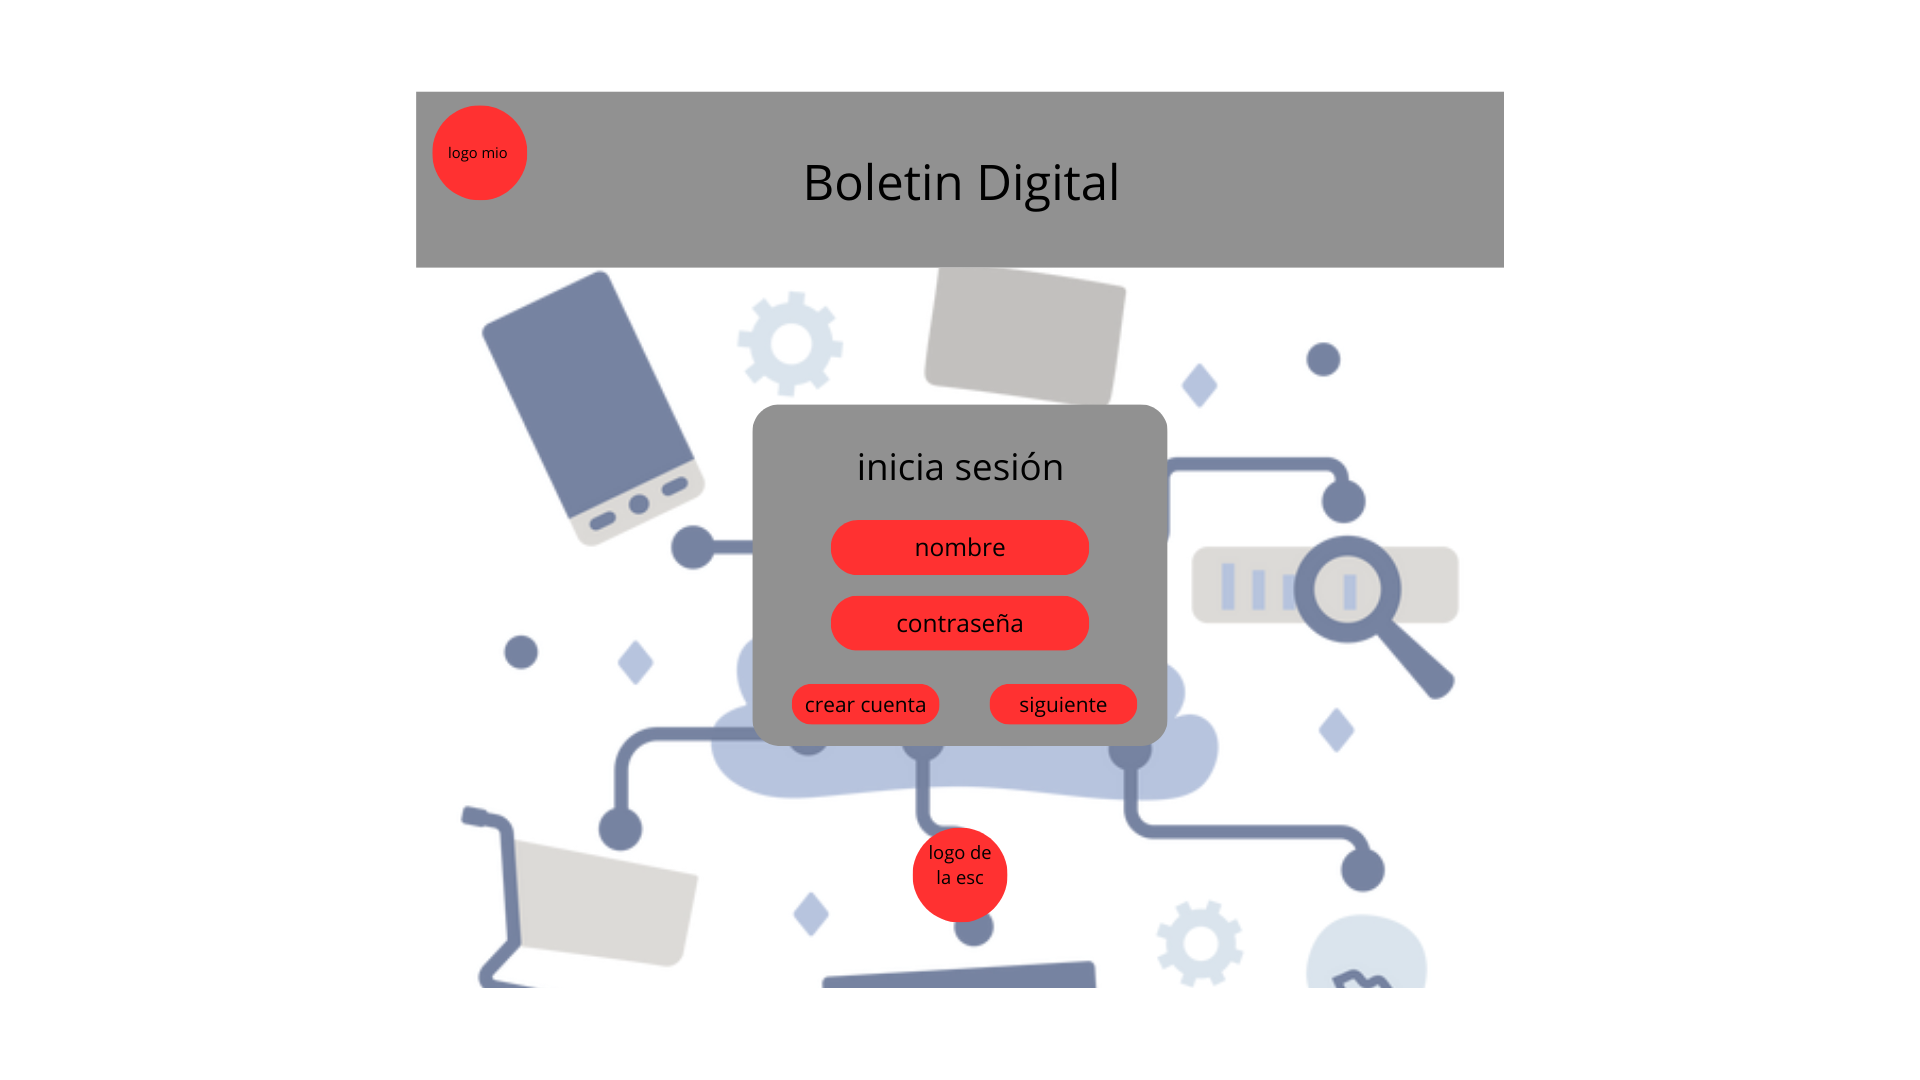 logo mio
Boletin Digital
inicia sesión
nombre
contraseña
crear cuenta
siguiente
logo de
la esc